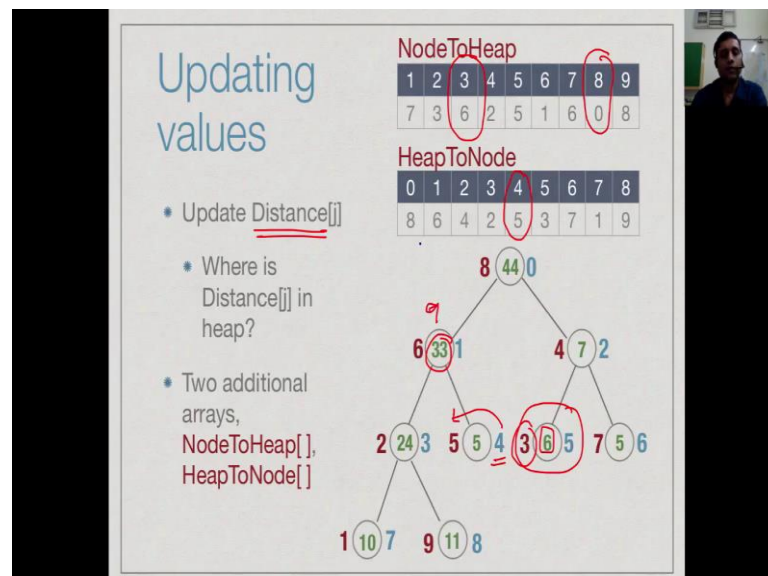 Updating
values
• Update Distance[j]
• Where is
Distance[j] in
heap?
• Two additional
arrays,
NodeToHeap[ ],
HeapToNode[ ]
NodeToHeap
1 2 3 4 5 6 7 8 9
7 3 6 2 5 1 6 0 8
HeapToNode
0 1 2 3 4 5 6 7 8
8 6 4 2 5 3 7 1 9
8 44 0
9
6 33 1 4 7 2
2 24 3 5 5 4 3 6 5 7 5 6
1 10 7 9 11 8